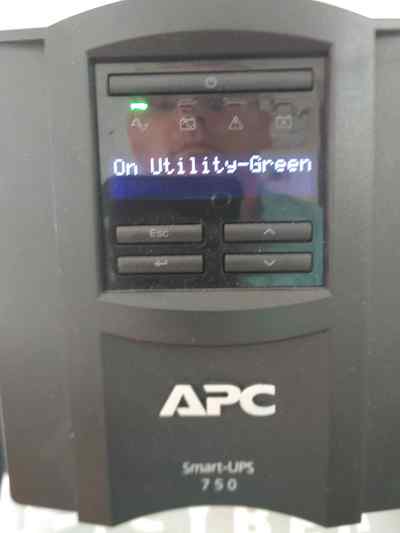 On Utility-Green
Esc
APC
Smart-UPS
750